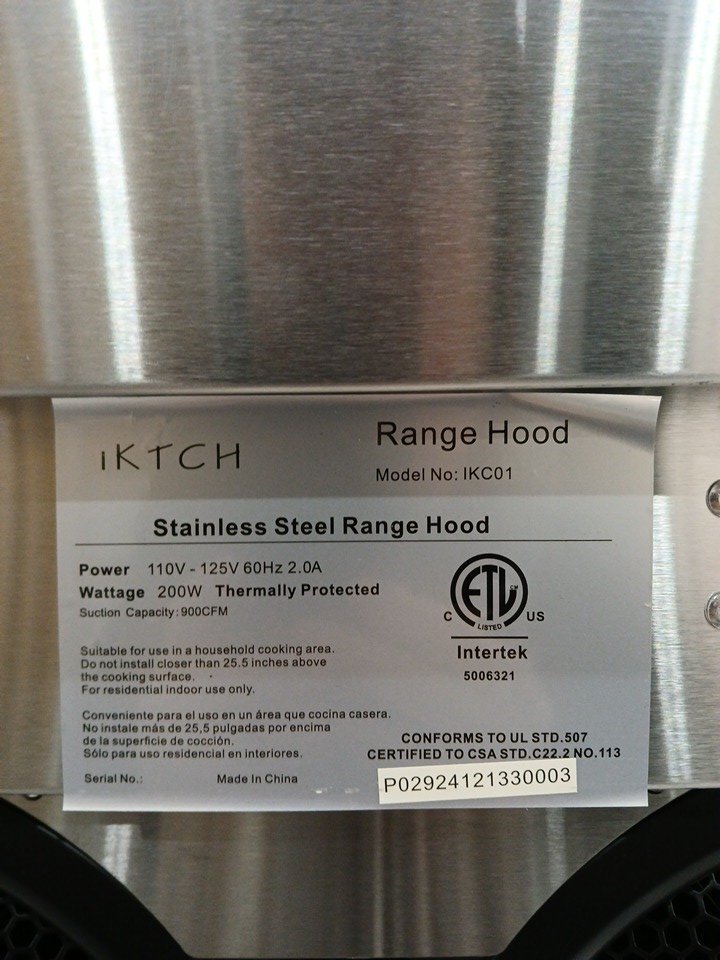 iKTCH
Range Hood
Model No: IKC01
Stainless Steel Range Hood
Power 110V - 125V 60Hz 2.0A
Wattage 200W Thermally Protected
Suction Capacity: 900CFM
ETL CM
LISTED
C US
Intertek
5006321
Suitable for use in a household cooking area.
Do not install closer than 25.5 inches above
the cooking surface.
For residential indoor use only.
Conveniente para el uso en un área que cocina casera.
No instale más de 25,5 pulgadas por encima
de la superficie de cocción.
Sólo para uso residencial en interiores.
CONFORMS TO UL STD.507
CERTIFIED TO CSA STD.C22.2 NO.113
Serial No.:
Made In China
P02924121330003